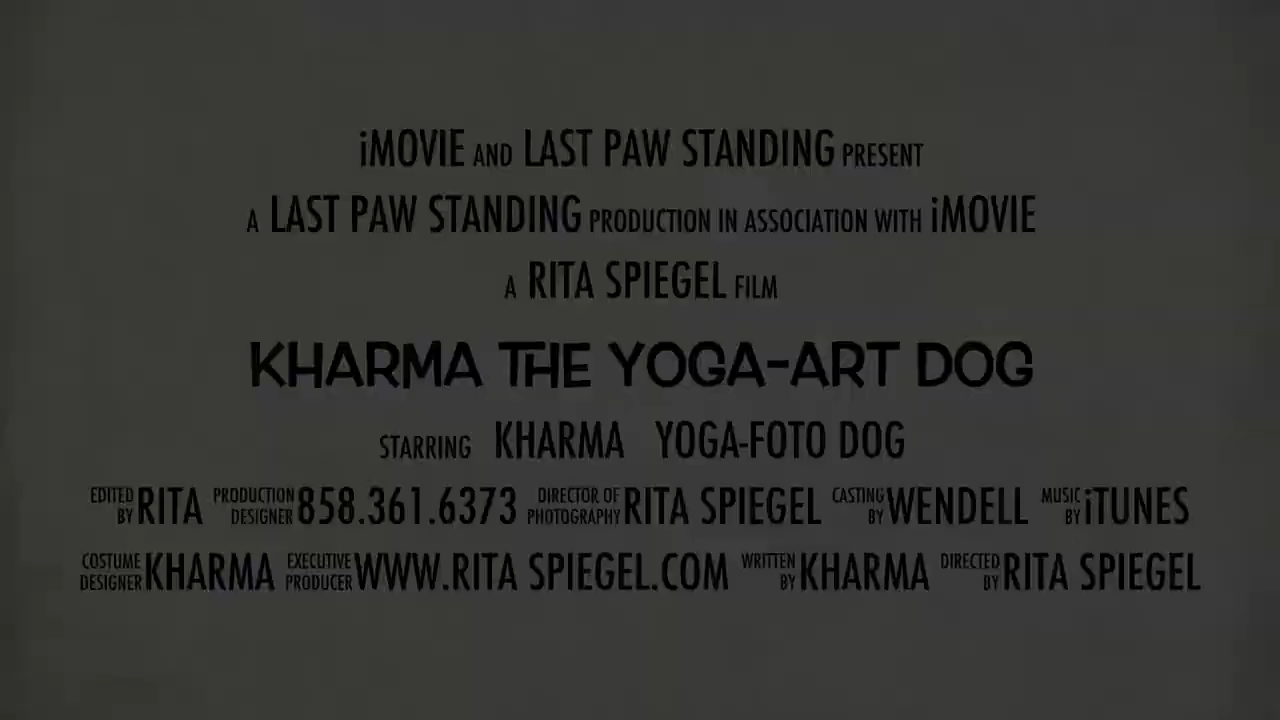 iMOVIE AND LAST PAW STANDING PRESENT
A LAST PAW STANDING PRODUCTION IN ASSOCIATION WITH iMOVIE
A RITA SPIEGEL FILM
KHARMA THE YOGA-ART DOG
STARRING KHARMA YOGA-FOTO DOG
EDITED BY RITA PRODUCTION DESIGNER 858.361.6373 DIRECTOR OF PHOTOGRAPHY RITA SPIEGEL CASTING BY WENDELL MUSIC BY iTUNES
COSTUME DESIGNER KHARMA EXECUTIVE PRODUCER WWW.RITA SPIEGEL.COM WRITTEN BY KHARMA DIRECTED BY RITA SPIEGEL